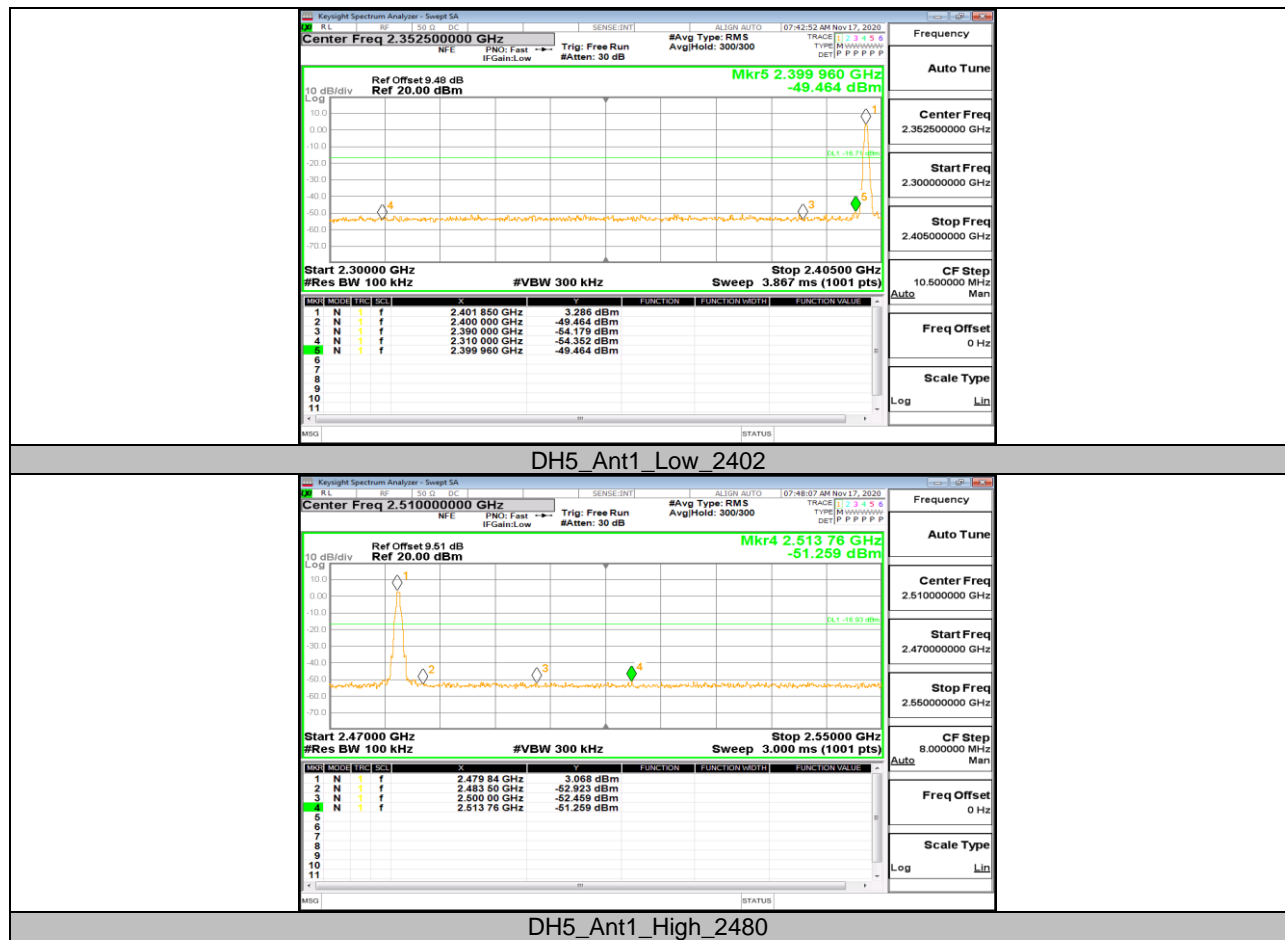 Keysight Spectrum Analyzer - Swept SA
RL RF 50 Ω DC SENSE:INT ALIGN AUTO 07:42:52 AM Nov 17, 2020
Center Freq 2.352500000 GHz #Avg Type: RMS TRACE 1 2 3 4 5 6
NFE PNO: Fast Trig: Free Run Avg|Hold: 300/300 TYPE M WWWWW
IFGain:Low #Atten: 30 dB DET P P P P P P
Frequency
Auto Tune
Center Freq
2.352500000 GHz
Start Freq
2.300000000 GHz
Stop Freq
2.405000000 GHz
CF Step
10.500000 MHz
Auto Man
Freq Offset
0 Hz
Scale Type
Log Lin
Mkr5 2.399 960 GHz
-49.464 dBm
Ref Offset 9.48 dB
10 dB/div Ref 20.00 dBm
Log
10.0
0.00
-10.0
-20.0
-30.0
-40.0
-50.0
-60.0
-70.0
1
DL1 -16.71 dBm
4
3
5
Start 2.30000 GHz Stop 2.40500 GHz
#Res BW 100 kHz #VBW 300 kHz Sweep 3.867 ms (1001 pts)
MKR MODE TRC SCL X Y FUNCTION FUNCTION WIDTH FUNCTION VALUE
1 N 1 f 2.401 850 GHz 3.286 dBm
2 N 1 f 2.400 000 GHz -49.464 dBm
3 N 1 f 2.390 000 GHz -54.179 dBm
4 N 1 f 2.310 000 GHz -54.352 dBm
5 N 1 f 2.399 960 GHz -49.464 dBm
6
7
8
9
10
11
MSG STATUS
DH5_Ant1_Low_2402
Keysight Spectrum Analyzer - Swept SA
RL RF 50 Ω DC SENSE:INT ALIGN AUTO 07:48:07 AM Nov 17, 2020
Center Freq 2.510000000 GHz #Avg Type: RMS TRACE 1 2 3 4 5 6
NFE PNO: Fast Trig: Free Run Avg|Hold: 300/300 TYPE M WWWWW
IFGain:Low #Atten: 30 dB DET P P P P P P
Frequency
Auto Tune
Center Freq
2.510000000 GHz
Start Freq
2.470000000 GHz
Stop Freq
2.550000000 GHz
CF Step
8.000000 MHz
Auto Man
Freq Offset
0 Hz
Scale Type
Log Lin
Mkr4 2.513 76 GHz
-51.259 dBm
Ref Offset 9.51 dB
10 dB/div Ref 20.00 dBm
Log
10.0
0.00
-10.0
-20.0
-30.0
-40.0
-50.0
-60.0
-70.0
1
DL1 -16.93 dBm
2
3
4
Start 2.47000 GHz Stop 2.55000 GHz
#Res BW 100 kHz #VBW 300 kHz Sweep 3.000 ms (1001 pts)
MKR MODE TRC SCL X Y FUNCTION FUNCTION WIDTH FUNCTION VALUE
1 N 1 f 2.479 84 GHz 3.068 dBm
2 N 1 f 2.483 50 GHz -52.923 dBm
3 N 1 f 2.500 00 GHz -52.459 dBm
4 N 1 f 2.513 76 GHz -51.259 dBm
5
6
7
8
9
10
11
MSG STATUS
DH5_Ant1_High_2480